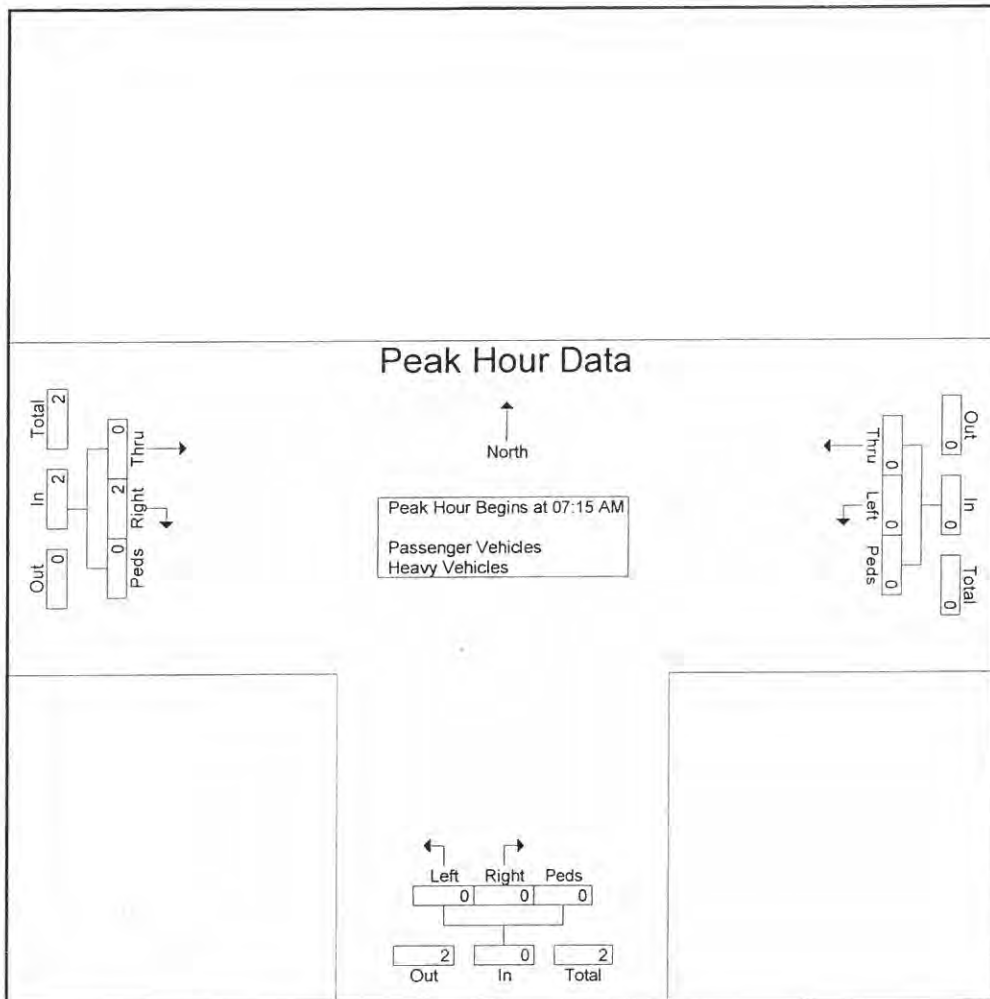 Peak Hour Data
North
Peak Hour Begins at 07:15 AM
Passenger Vehicles
Heavy Vehicles
Total 2
In 2
Out 0
0 Thru
2 Right
0 Peds
Thru 0
Left 0
Peds 0
Out 0
In 0
Total 0
Left Right Peds
0 0 0
2 0 2
Out In Total